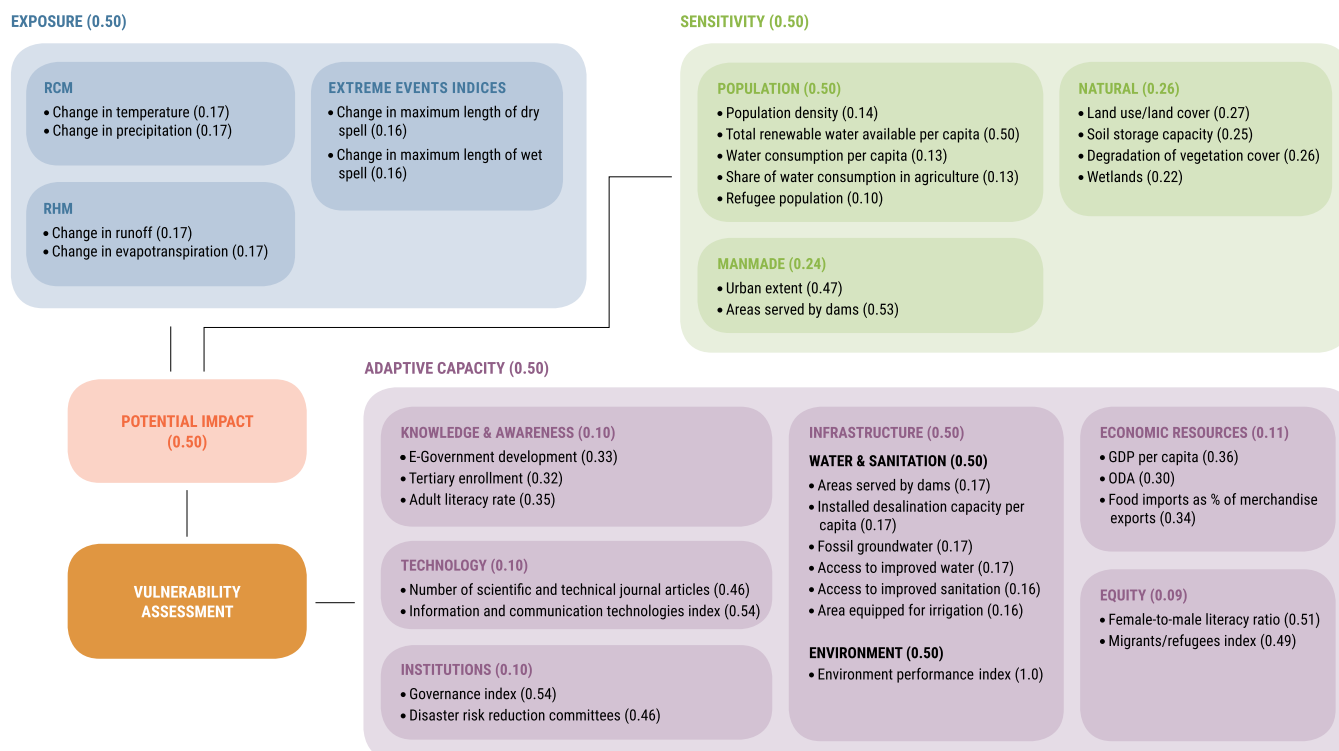 EXPOSURE (0.50)
RCM
• Change in temperature (0.17)
• Change in precipitation (0.17)
RHM
• Change in runoff (0.17)
• Change in evapotranspiration (0.17)
EXTREME EVENTS INDICES
• Change in maximum length of dry
spell (0.16)
• Change in maximum length of wet
spell (0.16)
SENSITIVITY (0.50)
POPULATION (0.50)
• Population density (0.14)
• Total renewable water available per capita (0.50)
• Water consumption per capita (0.13)
• Share of water consumption in agriculture (0.13)
• Refugee population (0.10)
NATURAL (0.26)
• Land use/land cover (0.27)
• Soil storage capacity (0.25)
• Degradation of vegetation cover (0.26)
• Wetlands (0.22)
MANMADE (0.24)
• Urban extent (0.47)
• Areas served by dams (0.53)
POTENTIAL IMPACT
(0.50)
VULNERABILITY
ASSESSMENT
ADAPTIVE CAPACITY (0.50)
KNOWLEDGE & AWARENESS (0.10)
• E-Government development (0.33)
• Tertiary enrollment (0.32)
• Adult literacy rate (0.35)
TECHNOLOGY (0.10)
• Number of scientific and technical journal articles (0.46)
• Information and communication technologies index (0.54)
INSTITUTIONS (0.10)
• Governance index (0.54)
• Disaster risk reduction committees (0.46)
INFRASTRUCTURE (0.50)
WATER & SANITATION (0.50)
• Areas served by dams (0.17)
• Installed desalination capacity per
capita (0.17)
• Fossil groundwater (0.17)
• Access to improved water (0.17)
• Access to improved sanitation (0.16)
• Area equipped for irrigation (0.16)
ENVIRONMENT (0.50)
• Environment performance index (1.0)
ECONOMIC RESOURCES (0.11)
• GDP per capita (0.36)
• ODA (0.30)
• Food imports as % of merchandise
exports (0.34)
EQUITY (0.09)
• Female-to-male literacy ratio (0.51)
• Migrants/refugees index (0.49)